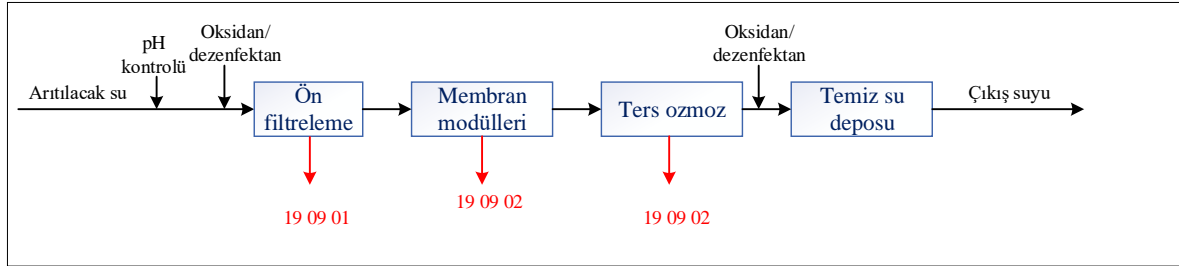 Arıtılacak su
pH
kontrolü
Oksidan/
dezenfektan
Ön
filtreleme
19 09 01
Membran
modülleri
19 09 02
Ters ozmoz
19 09 02
Oksidan/
dezenfektan
Temiz su
deposu
Çıkış suyu